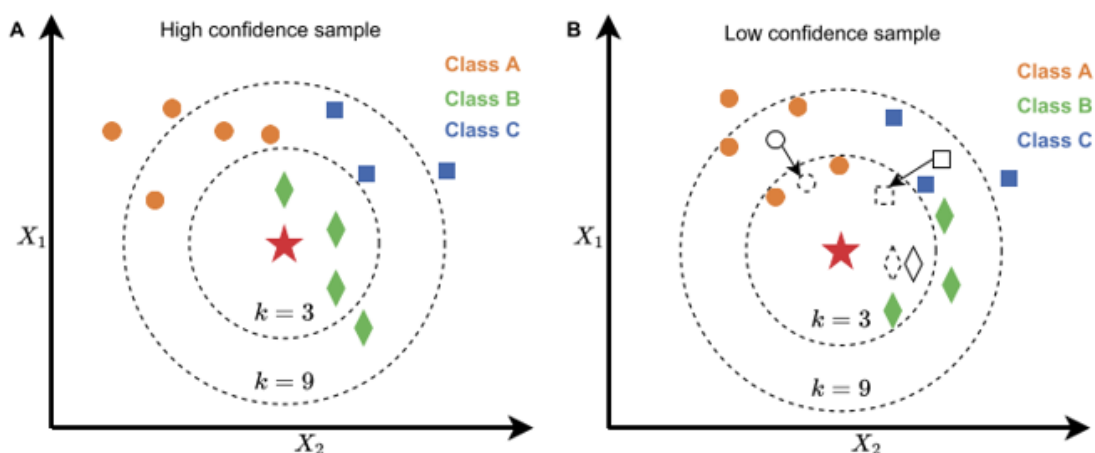 A
High confidence sample
Class A
Class B
Class C
X₁
k = 3
k = 9
X₂
B
Low confidence sample
Class A
Class B
Class C
X₁
k = 3
k = 9
X₂